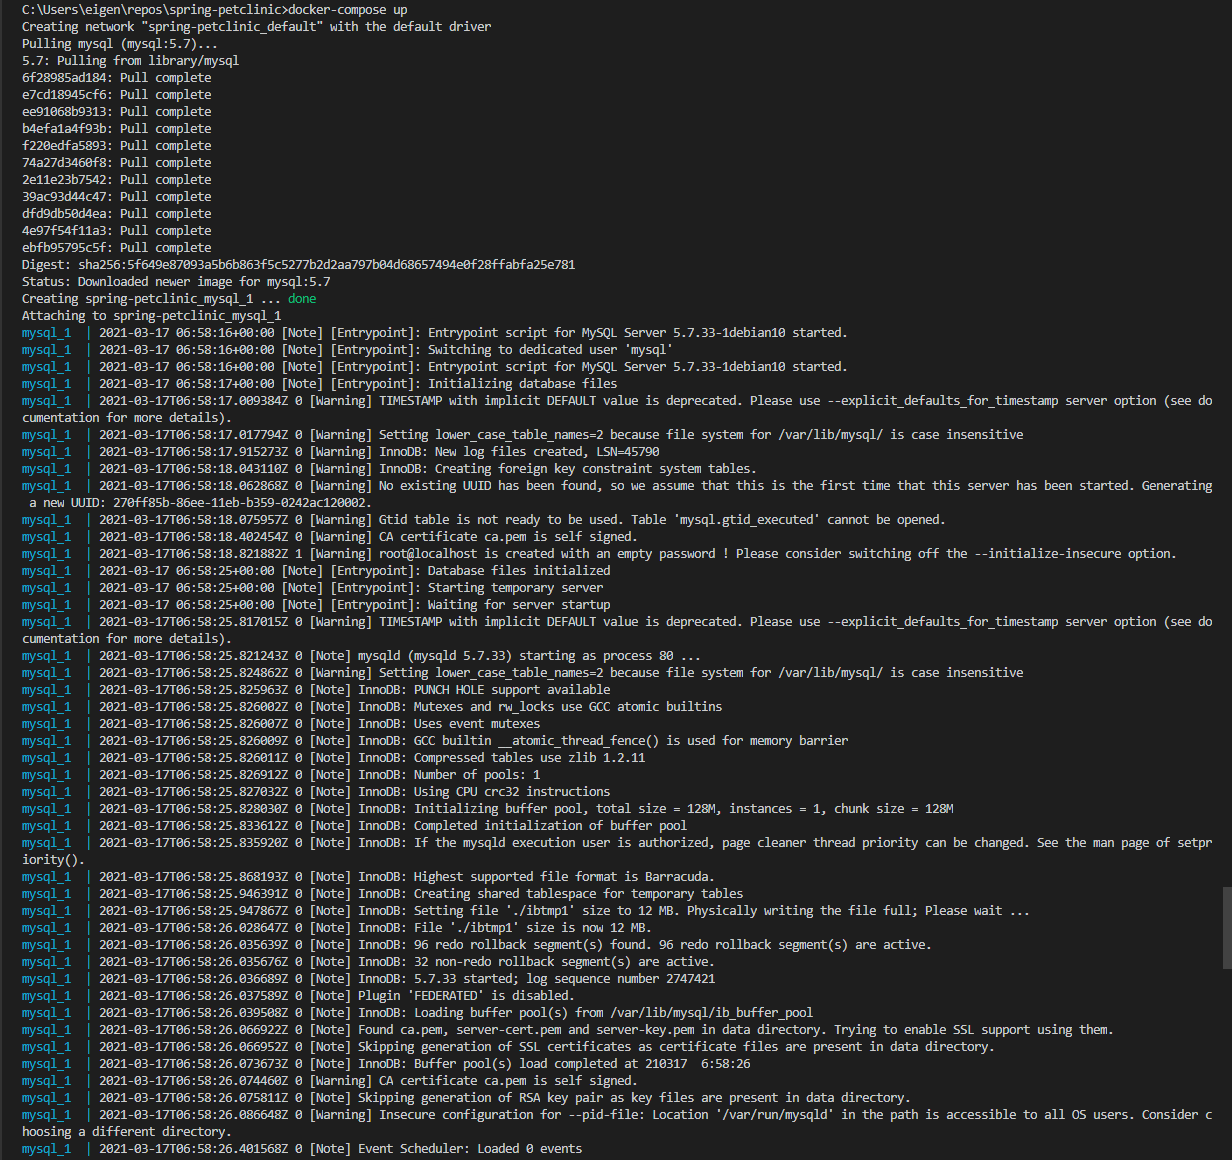 C:\Users\eigen\repos\spring-petclinic>docker-compose up
Creating network "spring-petclinic_default" with the default driver
Pulling mysql (mysql:5.7)...
5.7: Pulling from library/mysql
6f28985ad184: Pull complete
e7cd18945cf6: Pull complete
ee91068b9313: Pull complete
b4efa1a4f93b: Pull complete
f220edfa5893: Pull complete
74a27d3460f8: Pull complete
2e11e23b7542: Pull complete
39ac93d44c47: Pull complete
dfd9db50d4ea: Pull complete
4e97f54f11a3: Pull complete
ebfb95795c5f: Pull complete
Digest: sha256:5f649e87093a5b6b863f5c5277b2d2aa797b04d68657494e0f28ffabfa25e781
Status: Downloaded newer image for mysql:5.7
Creating spring-petclinic_mysql_1 ... done
Attaching to spring-petclinic_mysql_1
mysql_1  | 2021-03-17 06:58:16+00:00 [Note] [Entrypoint]: Entrypoint script for MySQL Server 5.7.33-1debian10 started.
mysql_1  | 2021-03-17 06:58:16+00:00 [Note] [Entrypoint]: Switching to dedicated user 'mysql'
mysql_1  | 2021-03-17 06:58:16+00:00 [Note] [Entrypoint]: Entrypoint script for MySQL Server 5.7.33-1debian10 started.
mysql_1  | 2021-03-17 06:58:17+00:00 [Note] [Entrypoint]: Initializing database files
mysql_1  | 2021-03-17T06:58:17.009384Z 0 [Warning] TIMESTAMP with implicit DEFAULT value is deprecated. Please use --explicit_defaults_for_timestamp server option (see do
cumentation for more details).
mysql_1  | 2021-03-17T06:58:17.017794Z 0 [Warning] Setting lower_case_table_names=2 because file system for /var/lib/mysql/ is case insensitive
mysql_1  | 2021-03-17T06:58:17.915273Z 0 [Warning] InnoDB: New log files created, LSN=45790
mysql_1  | 2021-03-17T06:58:18.043110Z 0 [Warning] InnoDB: Creating foreign key constraint system tables.
mysql_1  | 2021-03-17T06:58:18.062868Z 0 [Warning] No existing UUID has been found, so we assume that this is the first time that this server has been started. Generating
 a new UUID: 270ff85b-86ee-11eb-b359-0242ac120002.
mysql_1  | 2021-03-17T06:58:18.075957Z 0 [Warning] Gtid table is not ready to be used. Table 'mysql.gtid_executed' cannot be opened.
mysql_1  | 2021-03-17T06:58:18.402454Z 0 [Warning] CA certificate ca.pem is self signed.
mysql_1  | 2021-03-17T06:58:18.821882Z 1 [Warning] root@localhost is created with an empty password ! Please consider switching off the --initialize-insecure option.
mysql_1  | 2021-03-17 06:58:25+00:00 [Note] [Entrypoint]: Database files initialized
mysql_1  | 2021-03-17 06:58:25+00:00 [Note] [Entrypoint]: Starting temporary server
mysql_1  | 2021-03-17 06:58:25+00:00 [Note] [Entrypoint]: Waiting for server startup
mysql_1  | 2021-03-17T06:58:25.817015Z 0 [Warning] TIMESTAMP with implicit DEFAULT value is deprecated. Please use --explicit_defaults_for_timestamp server option (see do
cumentation for more details).
mysql_1  | 2021-03-17T06:58:25.821243Z 0 [Note] mysqld (mysqld 5.7.33) starting as process 80 ...
mysql_1  | 2021-03-17T06:58:25.824862Z 0 [Warning] Setting lower_case_table_names=2 because file system for /var/lib/mysql/ is case insensitive
mysql_1  | 2021-03-17T06:58:25.825963Z 0 [Note] InnoDB: PUNCH HOLE support available
mysql_1  | 2021-03-17T06:58:25.826002Z 0 [Note] InnoDB: Mutexes and rw_locks use GCC atomic builtins
mysql_1  | 2021-03-17T06:58:25.826007Z 0 [Note] InnoDB: Uses event mutexes
mysql_1  | 2021-03-17T06:58:25.826009Z 0 [Note] InnoDB: GCC builtin __atomic_thread_fence() is used for memory barrier
mysql_1  | 2021-03-17T06:58:25.826011Z 0 [Note] InnoDB: Compressed tables use zlib 1.2.11
mysql_1  | 2021-03-17T06:58:25.826912Z 0 [Note] InnoDB: Number of pools: 1
mysql_1  | 2021-03-17T06:58:25.827032Z 0 [Note] InnoDB: Using CPU crc32 instructions
mysql_1  | 2021-03-17T06:58:25.828030Z 0 [Note] InnoDB: Initializing buffer pool, total size = 128M, instances = 1, chunk size = 128M
mysql_1  | 2021-03-17T06:58:25.833612Z 0 [Note] InnoDB: Completed initialization of buffer pool
mysql_1  | 2021-03-17T06:58:25.835920Z 0 [Note] InnoDB: If the mysqld execution user is authorized, page cleaner thread priority can be changed. See the man page of setpr
iority().
mysql_1  | 2021-03-17T06:58:25.868193Z 0 [Note] InnoDB: Highest supported file format is Barracuda.
mysql_1  | 2021-03-17T06:58:25.946391Z 0 [Note] InnoDB: Creating shared tablespace for temporary tables
mysql_1  | 2021-03-17T06:58:25.947867Z 0 [Note] InnoDB: Setting file './ibtmp1' size to 12 MB. Physically writing the file full; Please wait ...
mysql_1  | 2021-03-17T06:58:26.028647Z 0 [Note] InnoDB: File './ibtmp1' size is now 12 MB.
mysql_1  | 2021-03-17T06:58:26.035639Z 0 [Note] InnoDB: 96 redo rollback segment(s) found. 96 redo rollback segment(s) are active.
mysql_1  | 2021-03-17T06:58:26.035676Z 0 [Note] InnoDB: 32 non-redo rollback segment(s) are active.
mysql_1  | 2021-03-17T06:58:26.036689Z 0 [Note] InnoDB: 5.7.33 started; log sequence number 2747421
mysql_1  | 2021-03-17T06:58:26.037589Z 0 [Note] Plugin 'FEDERATED' is disabled.
mysql_1  | 2021-03-17T06:58:26.039508Z 0 [Note] InnoDB: Loading buffer pool(s) from /var/lib/mysql/ib_buffer_pool
mysql_1  | 2021-03-17T06:58:26.066922Z 0 [Note] Found ca.pem, server-cert.pem and server-key.pem in data directory. Trying to enable SSL support using them.
mysql_1  | 2021-03-17T06:58:26.066952Z 0 [Note] Skipping generation of SSL certificates as certificate files are present in data directory.
mysql_1  | 2021-03-17T06:58:26.073673Z 0 [Note] InnoDB: Buffer pool(s) load completed at 210317  6:58:26
mysql_1  | 2021-03-17T06:58:26.074460Z 0 [Warning] CA certificate ca.pem is self signed.
mysql_1  | 2021-03-17T06:58:26.075811Z 0 [Note] Skipping generation of RSA key pair as key files are present in data directory.
mysql_1  | 2021-03-17T06:58:26.086648Z 0 [Warning] Insecure configuration for --pid-file: Location '/var/run/mysqld' in the path is accessible to all OS users. Consider c
hoosing a different directory.
mysql_1  | 2021-03-17T06:58:26.401568Z 0 [Note] Event Scheduler: Loaded 0 events